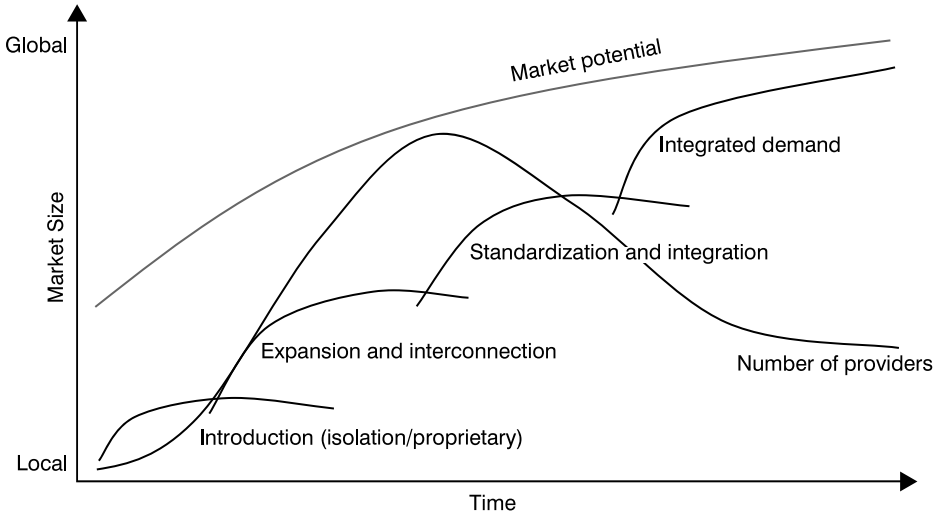 Global
Market potential
Integrated demand
Market Size
Standardization and integration
Expansion and interconnection
Number of providers
Introduction (isolation/proprietary)
Local
Time